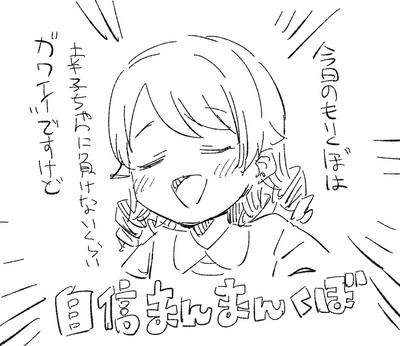 今日のもりくぼは
幸子ちゃんに負けないくらい
ガワイイですけど
自信まんまんくぼ